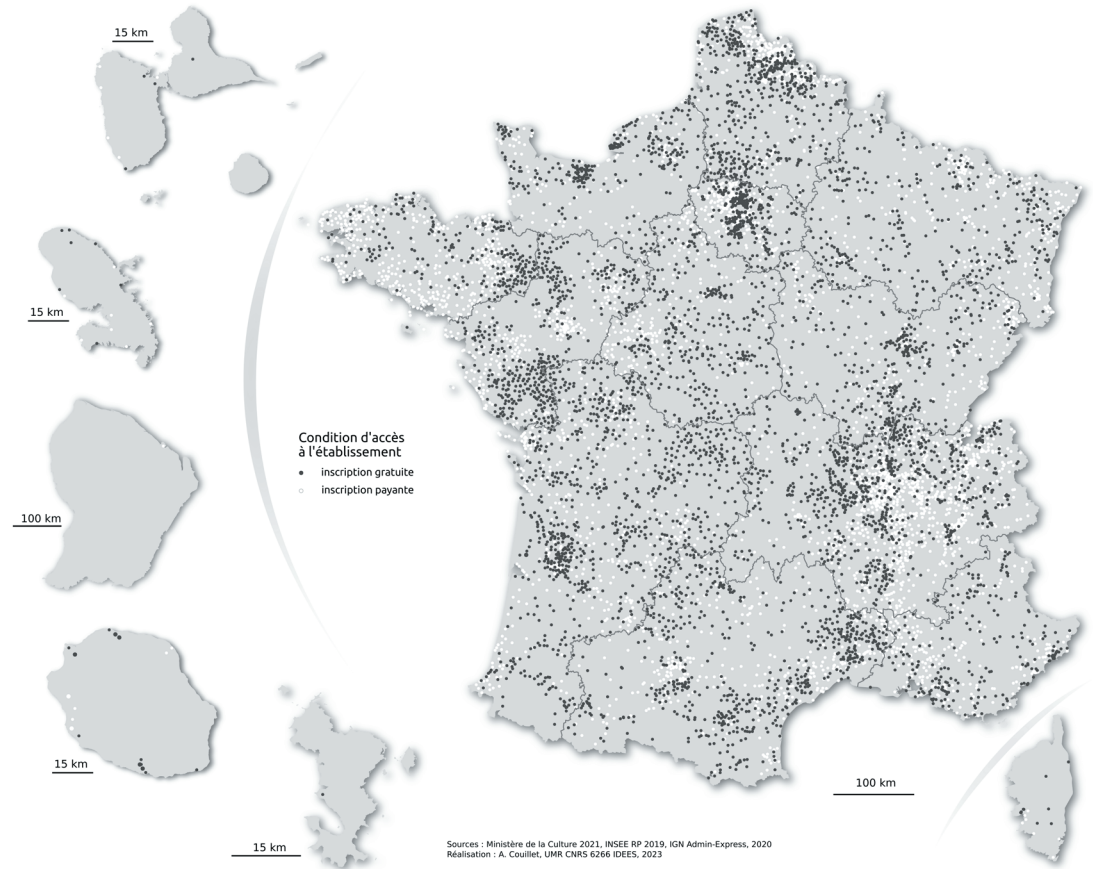 15 km
15 km
100 km
15 km
15 km
Condition d'accès
à l'établissement
inscription gratuite
inscription payante
100 km
Sources : Ministère de la Culture 2021, INSEE RP 2019, IGN Admin-Express, 2020
Réalisation : A. Couillet, UMR CNRS 6266 IDEES, 2023